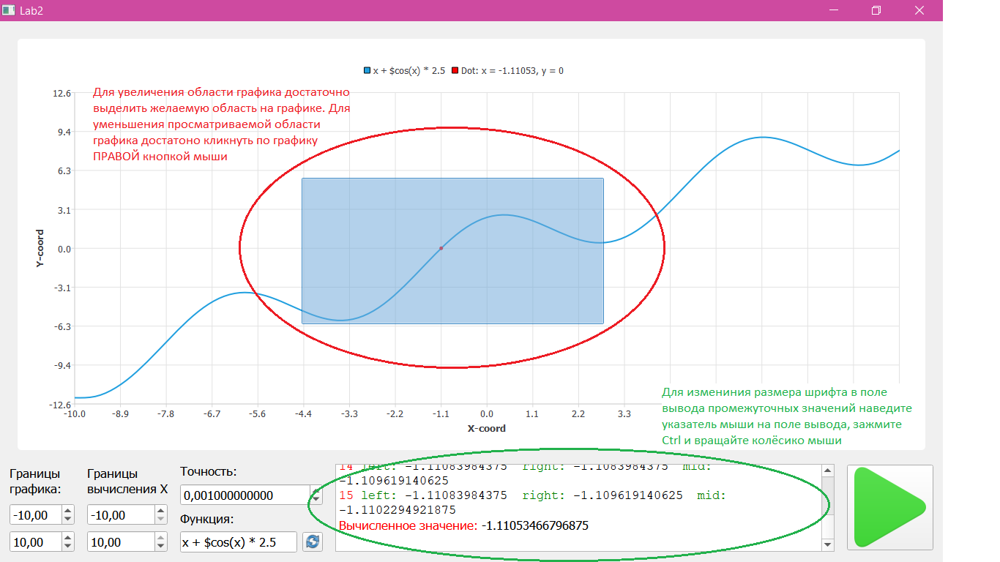 Lab2
x + $cos(x) * 2.5 Dot: x = -1.11053, y = 0
Для увеличения области графика достаточно
выделить желаемую область на графике. Для
уменьшения просматриваемой области
графика достатоно кликнуть по графику
ПРАВОЙ кнопкой мыши
12.6
9.4
6.3
3.1
0.0
-3.1
-6.3
-9.4
-12.6
Y-coord
-10.0 -8.9 -7.8 -6.7 -5.6 -4.4 -3.3 -2.2 -1.1 0.0 1.1 2.2 3.3
X-coord
Для измениния размера шрифта в поле
вывода промежуточных значений наведите
указатель мыши на поле вывода, зажмите
Ctrl и вращайте колёсико мыши
Границы
графика:
-10,00
10,00
Границы
вычисления X
-10,00
10,00
Точность:
0,001000000000
Функция:
x + $cos(x) * 2.5
14 left: -1.11083984375 right: -1.1083984375 mid:
-1.109619140625
15 left: -1.11083984375 right: -1.109619140625 mid:
-1.1102294921875
Вычисленное значение: -1.11053466796875